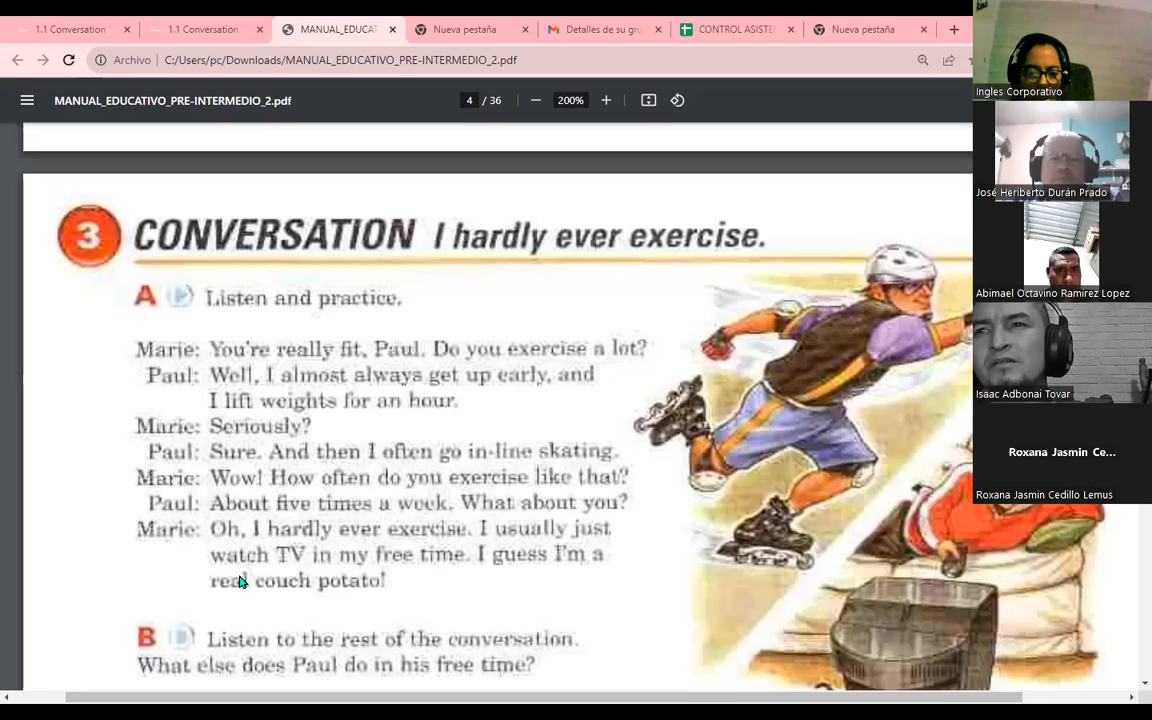 1.1 Conversation
1.1 Conversation
MANUAL_EDUCAT
Nueva pestaña
Detalles de su gru
CONTROL ASISTE
Nueva pestaña
Archivo
C:/Users/pc/Downloads/MANUAL_EDUCATIVO_PRE-INTERMEDIO_2.pdf
MANUAL_EDUCATIVO_PRE-INTERMEDIO_2.pdf
4 / 36
200%
3 CONVERSATION I hardly ever exercise.
A Listen and practice.
Marie: You're really fit, Paul. Do you exercise a lot?
Paul: Well, I almost always get up early, and
I lift weights for an hour.
Marie: Seriously?
Paul: Sure. And then I often go in-line skating.
Marie: Wow! How often do you exercise like that?
Paul: About five times a week. What about you?
Marie: Oh, I hardly ever exercise. I usually just
watch TV in my free time. I guess I'm a
real couch potato!
B Listen to the rest of the conversation.
What else does Paul do in his free time?
Ingles Corporativo
José Heriberto Durán Prado
Abimael Octavino Ramirez Lopez
Isaac Adbonai Tovar
Roxana Jasmin Ce...
Roxana Jasmin Cedillo Lemus